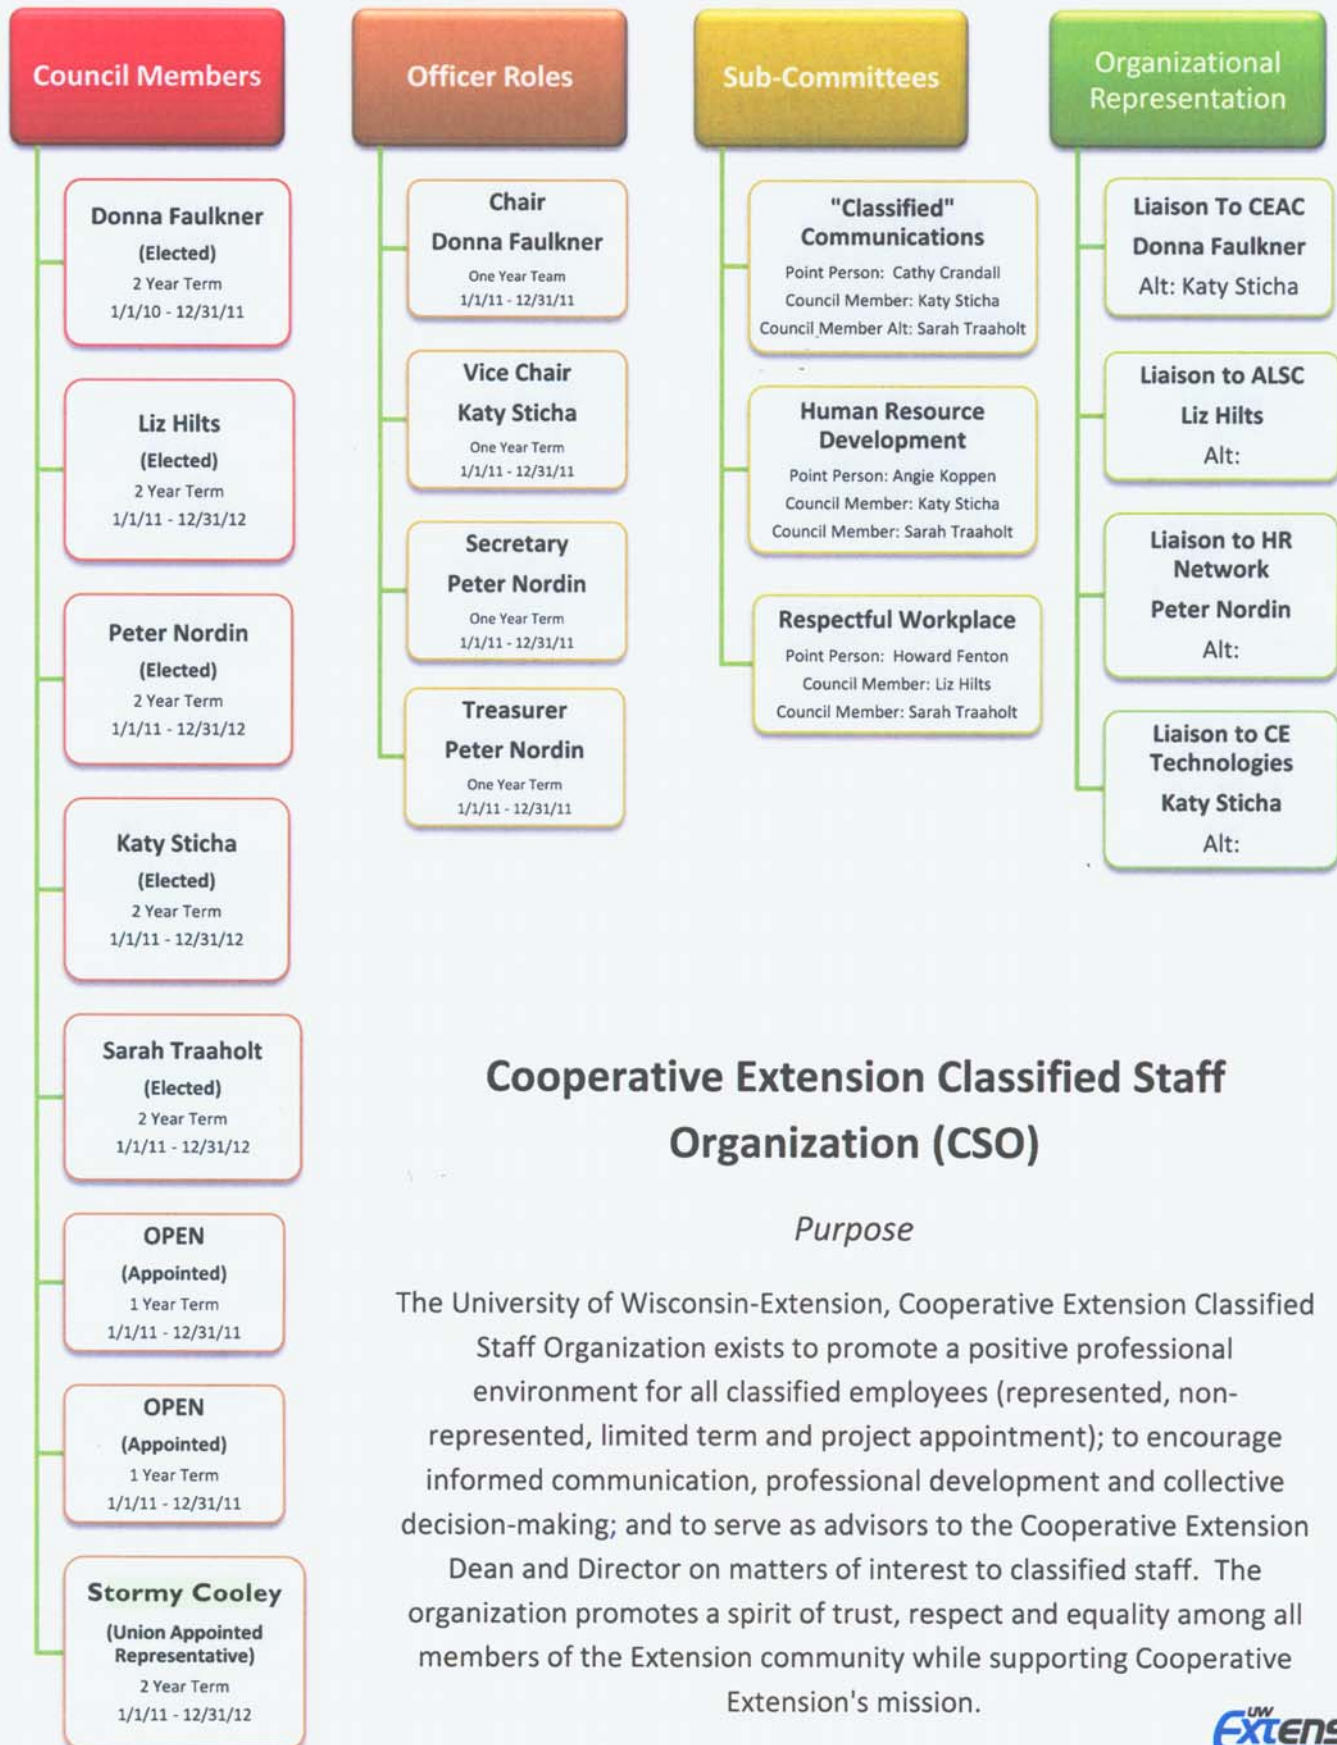 Council Members
Donna Faulkner
(Elected)
2 Year Term
1/1/10 - 12/31/11
Liz Hilts
(Elected)
2 Year Term
1/1/11 - 12/31/12
Peter Nordin
(Elected)
2 Year Term
1/1/11 - 12/31/12
Katy Sticha
(Elected)
2 Year Term
1/1/11 - 12/31/12
Sarah Traaholt
(Elected)
2 Year Term
1/1/11 - 12/31/12
OPEN
(Appointed)
1 Year Term
1/1/11 - 12/31/11
OPEN
(Appointed)
1 Year Term
1/1/11 - 12/31/11
Stormy Cooley
(Union Appointed
Representative)
2 Year Term
1/1/11 - 12/31/12
Officer Roles
Chair
Donna Faulkner
One Year Team
1/1/11 - 12/31/11
Vice Chair
Katy Sticha
One Year Term
1/1/11 - 12/31/11
Secretary
Peter Nordin
One Year Term
1/1/11 - 12/31/11
Treasurer
Peter Nordin
One Year Term
1/1/11 - 12/31/11
Sub-Committees
"Classified"
Communications
Point Person: Cathy Crandall
Council Member: Katy Sticha
Council Member Alt: Sarah Traaholt
Human Resource
Development
Point Person: Angie Koppen
Council Member: Katy Sticha
Council Member: Sarah Traaholt
Respectful Workplace
Point Person: Howard Fenton
Council Member: Liz Hilts
Council Member: Sarah Traaholt
Organizational
Representation
Liaison To CEAC
Donna Faulkner
Alt: Katy Sticha
Liaison to ALSC
Liz Hilts
Alt:
Liaison to HR
Network
Peter Nordin
Alt:
Liaison to CE
Technologies
Katy Sticha
Alt:
Cooperative Extension Classified Staff
Organization (CSO)
Purpose
The University of Wisconsin-Extension, Cooperative Extension Classified
Staff Organization exists to promote a positive professional
environment for all classified employees (represented, non-
represented, limited term and project appointment); to encourage
informed communication, professional development and collective
decision-making; and to serve as advisors to the Cooperative Extension
Dean and Director on matters of interest to classified staff.  The
organization promotes a spirit of trust, respect and equality among all
members of the Extension community while supporting Cooperative
Extension's mission.
UW
Extens